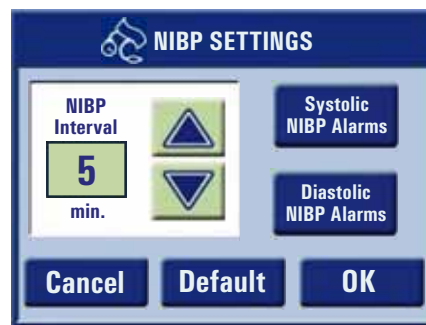 NIBP SETTINGS
NIBP
Interval
5
min.
Systolic
NIBP Alarms
Diastolic
NIBP Alarms
Cancel
Default
OK